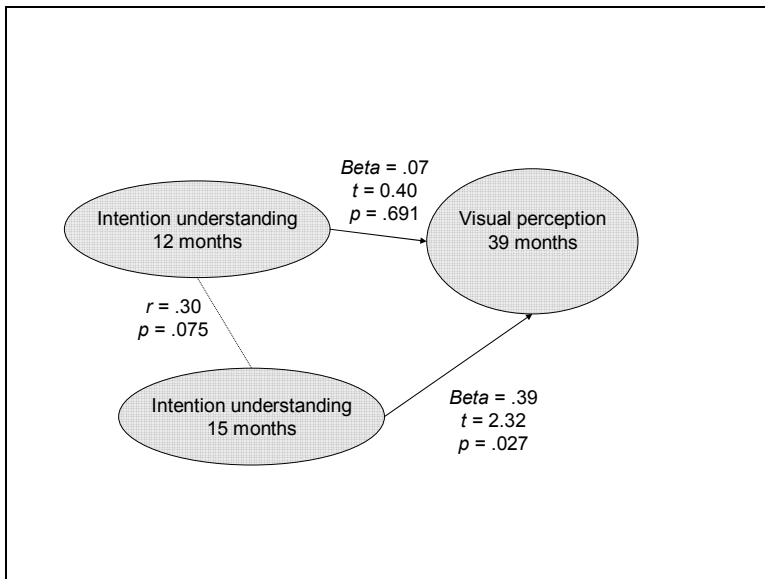 Beta = .07
t = 0.40
p = .691
Intention understanding
12 months
Visual perception
39 months
r = .30
p = .075
Intention understanding
15 months
Beta = .39
t = 2.32
p = .027